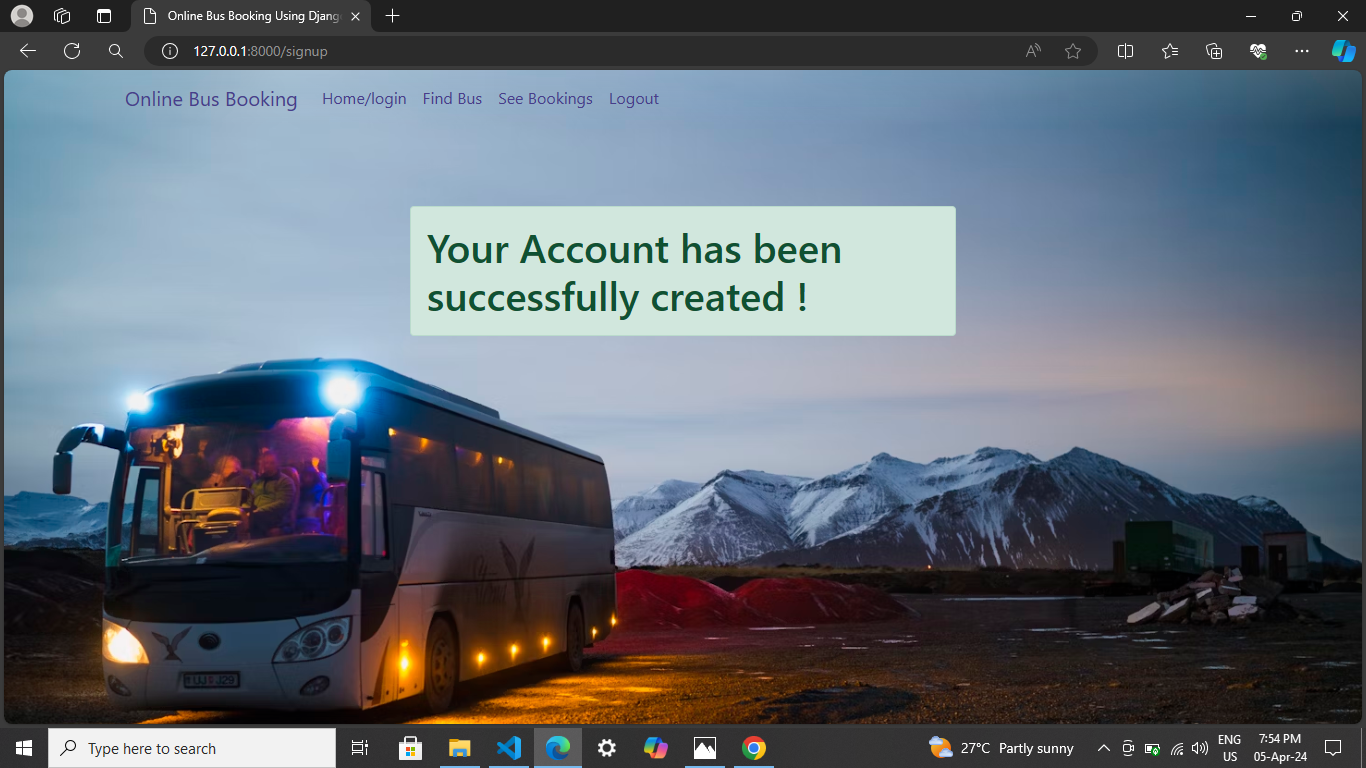 Online Bus Booking Using Djang
127.0.0.1:8000/signup
Online Bus Booking Home/login Find Bus See Bookings Logout
Your Account has been
successfully created !
Type here to search
27°C Partly sunny
ENG
US
7:54 PM
05-Apr-24